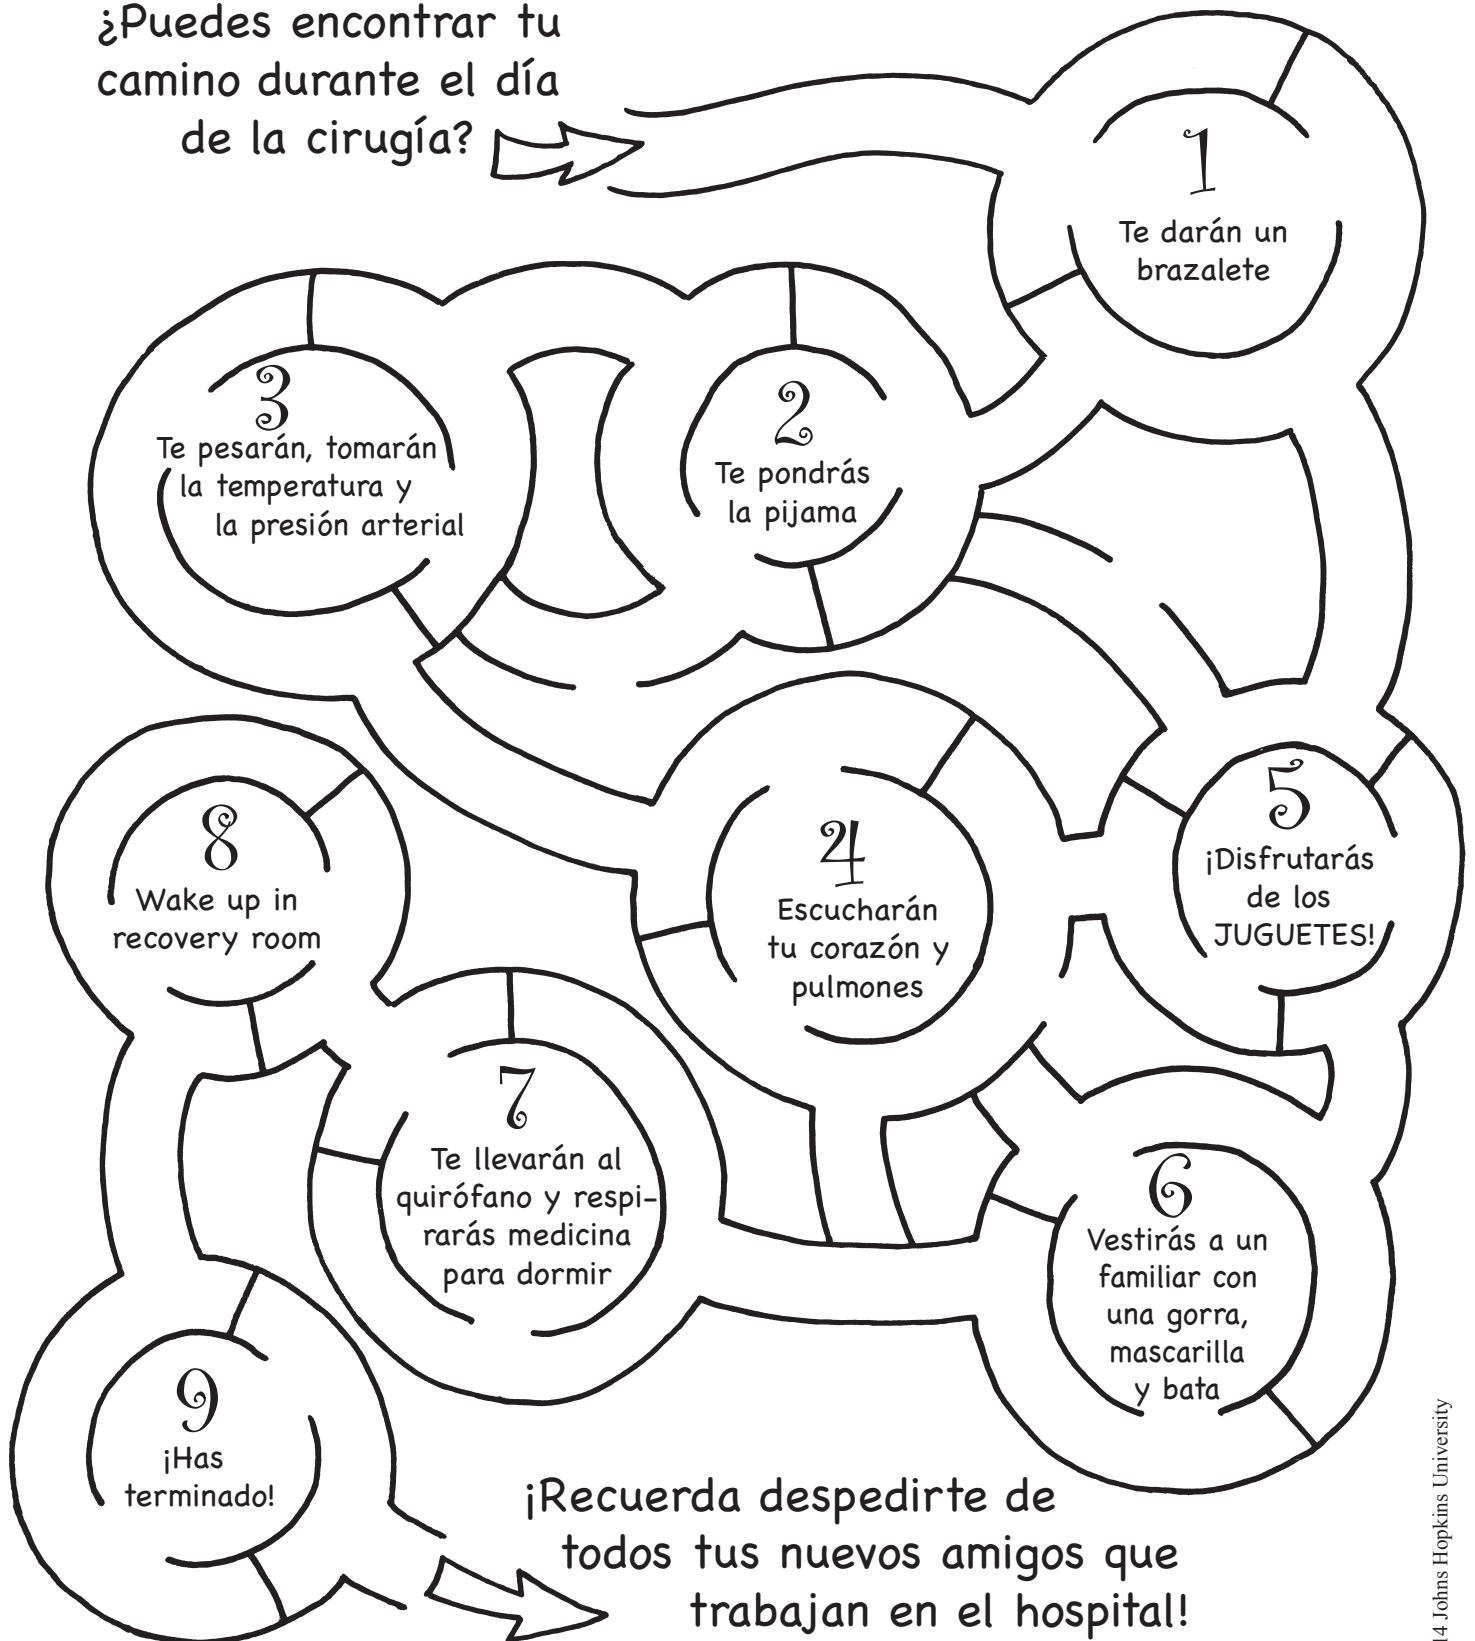 ¿Puedes encontrar tu
camino durante el día
de la cirugía?
1
Te darán un
brazalete
2
Te pondrás
la pijama
3
Te pesarán, tomarán
la temperatura y
la presión arterial
4
Escucharán
tu corazón y
pulmones
5
¡Disfrutarás
de los
JUGUETES!
6
Vestirás a un
familiar con
una gorra,
mascarilla
y bata
7
Te llevarán al
quirófano y respi-
rarás medicina
para dormir
8
Wake up in
recovery room
9
¡Has
terminado!
¡Recuerda despedirte de
todos tus nuevos amigos que
trabajan en el hospital!
14 Johns Hopkins University